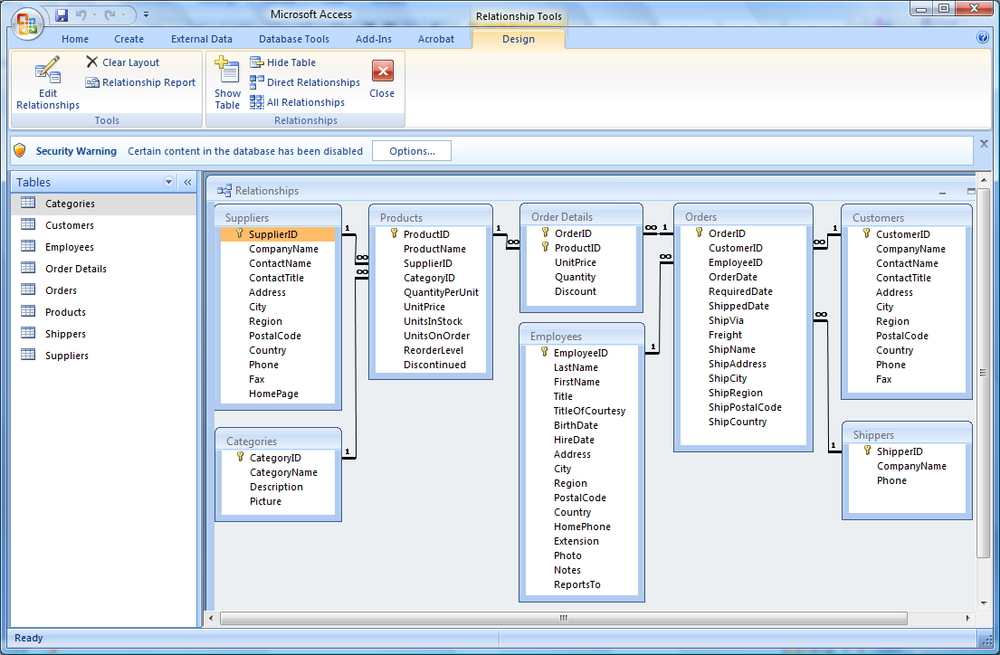 Microsoft Access
Relationship Tools
Home
Create
External Data
Database Tools
Add-Ins
Acrobat
Design
Edit
Relationships
Clear Layout
Relationship Report
Tools
Show
Table
Hide Table
Direct Relationships
All Relationships
Close
Relationships
Security Warning Certain content in the database has been disabled
Options...
Tables
Categories
Customers
Employees
Order Details
Orders
Products
Shippers
Suppliers
Relationships
Suppliers
SupplierID
CompanyName
ContactName
ContactTitle
Address
City
Region
PostalCode
Country
Phone
Fax
HomePage
1
∞
Categories
CategoryID
CategoryName
Description
Picture
1
∞
Products
ProductID
ProductName
SupplierID
CategoryID
QuantityPerUnit
UnitPrice
UnitsInStock
UnitsOnOrder
ReorderLevel
Discontinued
1
∞
Order Details
OrderID
ProductID
UnitPrice
Quantity
Discount
∞
1
Employees
EmployeeID
LastName
FirstName
Title
TitleOfCourtesy
BirthDate
HireDate
Address
City
Region
PostalCode
Country
HomePhone
Extension
Photo
Notes
ReportsTo
1
∞
Orders
OrderID
CustomerID
EmployeeID
OrderDate
RequiredDate
ShippedDate
ShipVia
Freight
ShipName
ShipAddress
ShipCity
ShipRegion
ShipPostalCode
ShipCountry
∞
1
∞
1
Customers
CustomerID
CompanyName
ContactName
ContactTitle
Address
City
Region
PostalCode
Country
Phone
Fax
Shippers
ShipperID
CompanyName
Phone
Ready